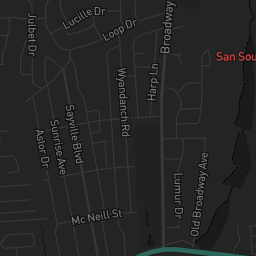 Lucille Dr
Julbet Dr
Loop Dr
Broadway
San Sou
Wyandanch Rd
Harp Ln
Sayville Blvd
Sunrise Ave
Astor Dr
Lumur Dr
Old Broadway Ave
Mc Neill St